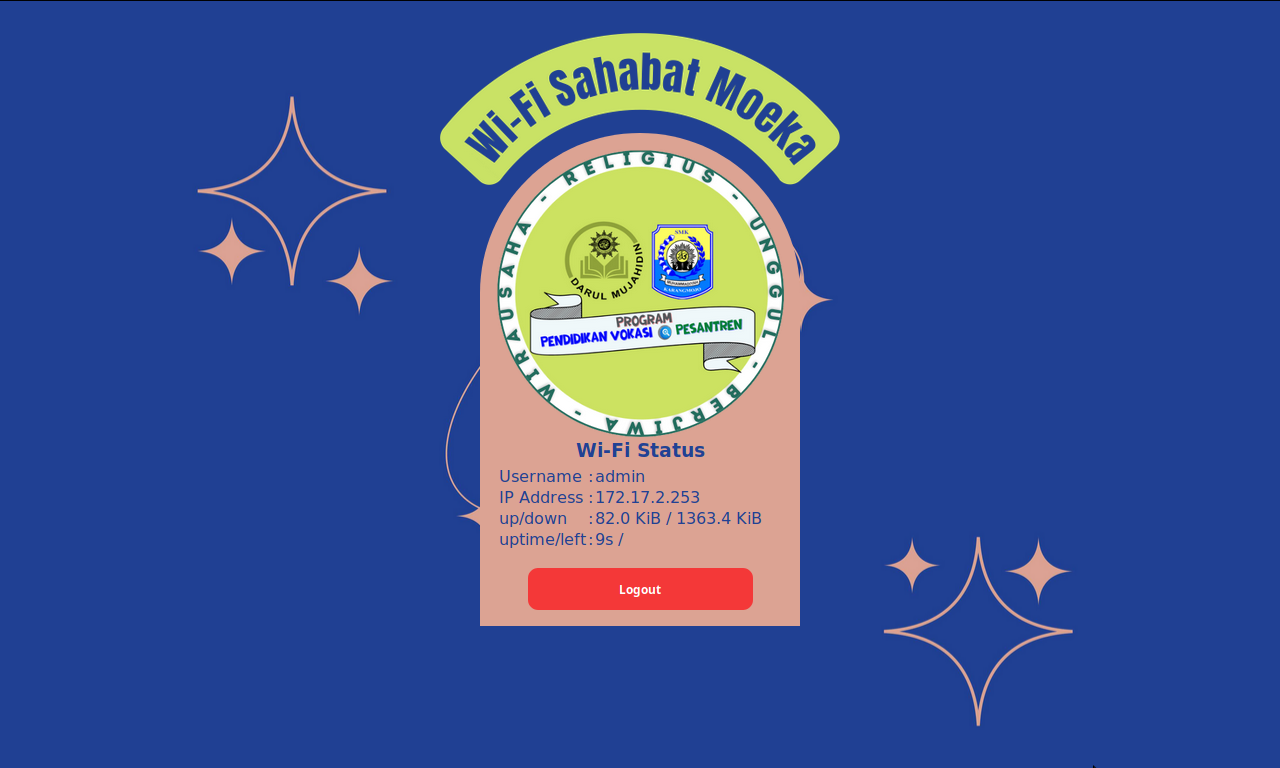 Wi-Fi Sahabat Moeka
- RELIGIUS - UNGGUL - BERJIWA - WIRAUSAHA
DARUL MUJAHIDIN
SMK
MUHAMMADIYAH
KARANGMOJO
PROGRAM
PENDIDIKAN VOKASI PESANTREN
Wi-Fi Status
Username : admin
IP Address : 172.17.2.253
up/down : 82.0 KiB / 1363.4 KiB
uptime/left : 9s /
Logout